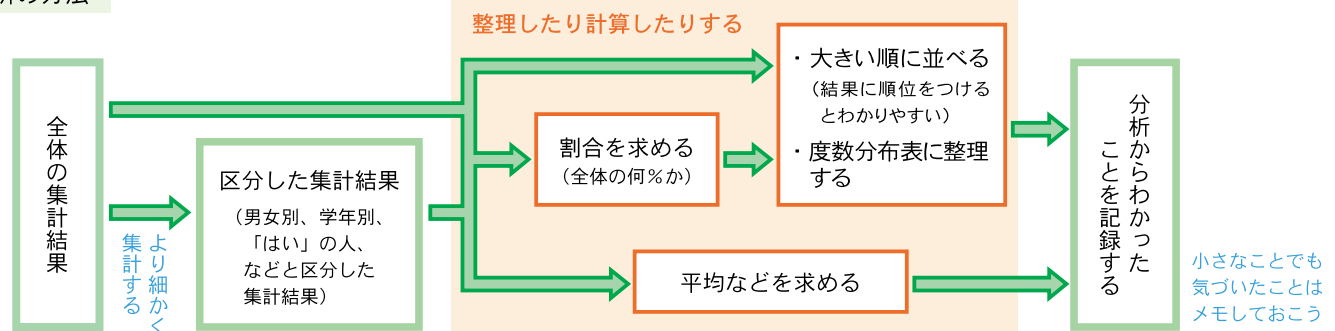 の方法
全体の集計結果
より細かく
集計する
区分した集計結果
（男女別、学年別、
「はい」の人、
などと区分した
集計結果）
整理したり計算したりする
割合を求める
（全体の何％か）
・大きい順に並べる
（結果に順位をつける
とわかりやすい）
・度数分布表に整理
する
平均などを求める
分析からわかった
ことを記録する
小さなことでも
気づいたことは
メモしておこう